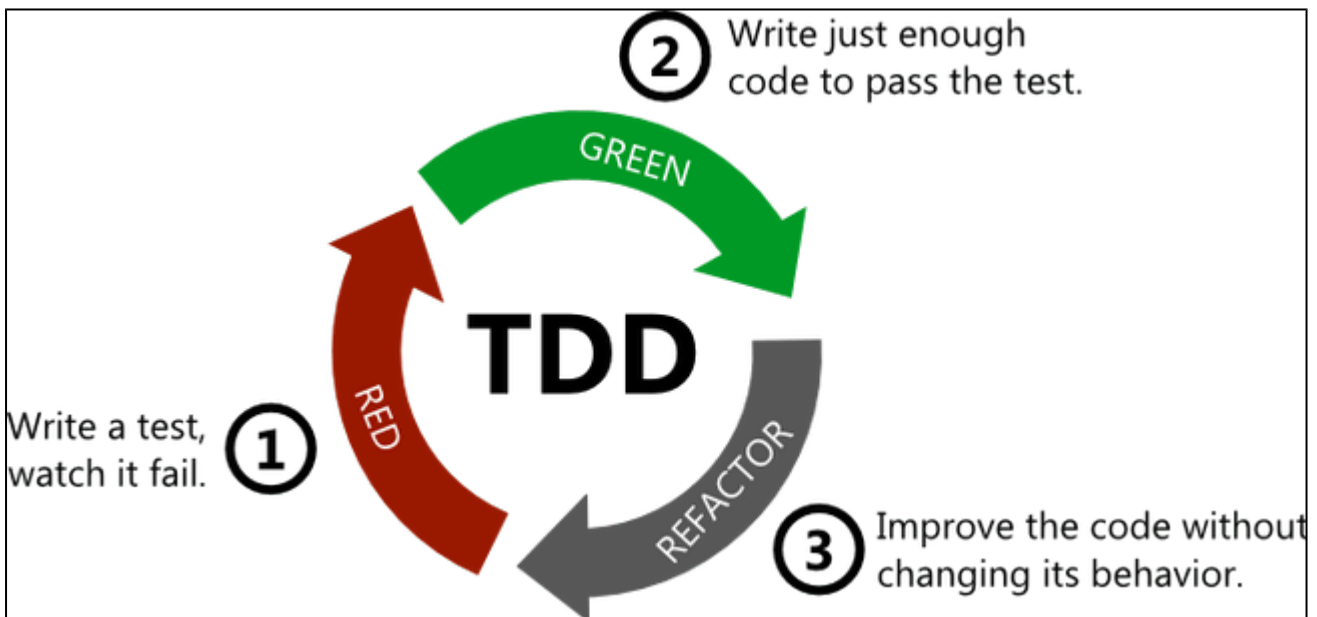 2
Write just enough
code to pass the test.
GREEN
TDD
RED
Write a test,
watch it fail.
1
REFACTOR
3
Improve the code without
changing its behavior.